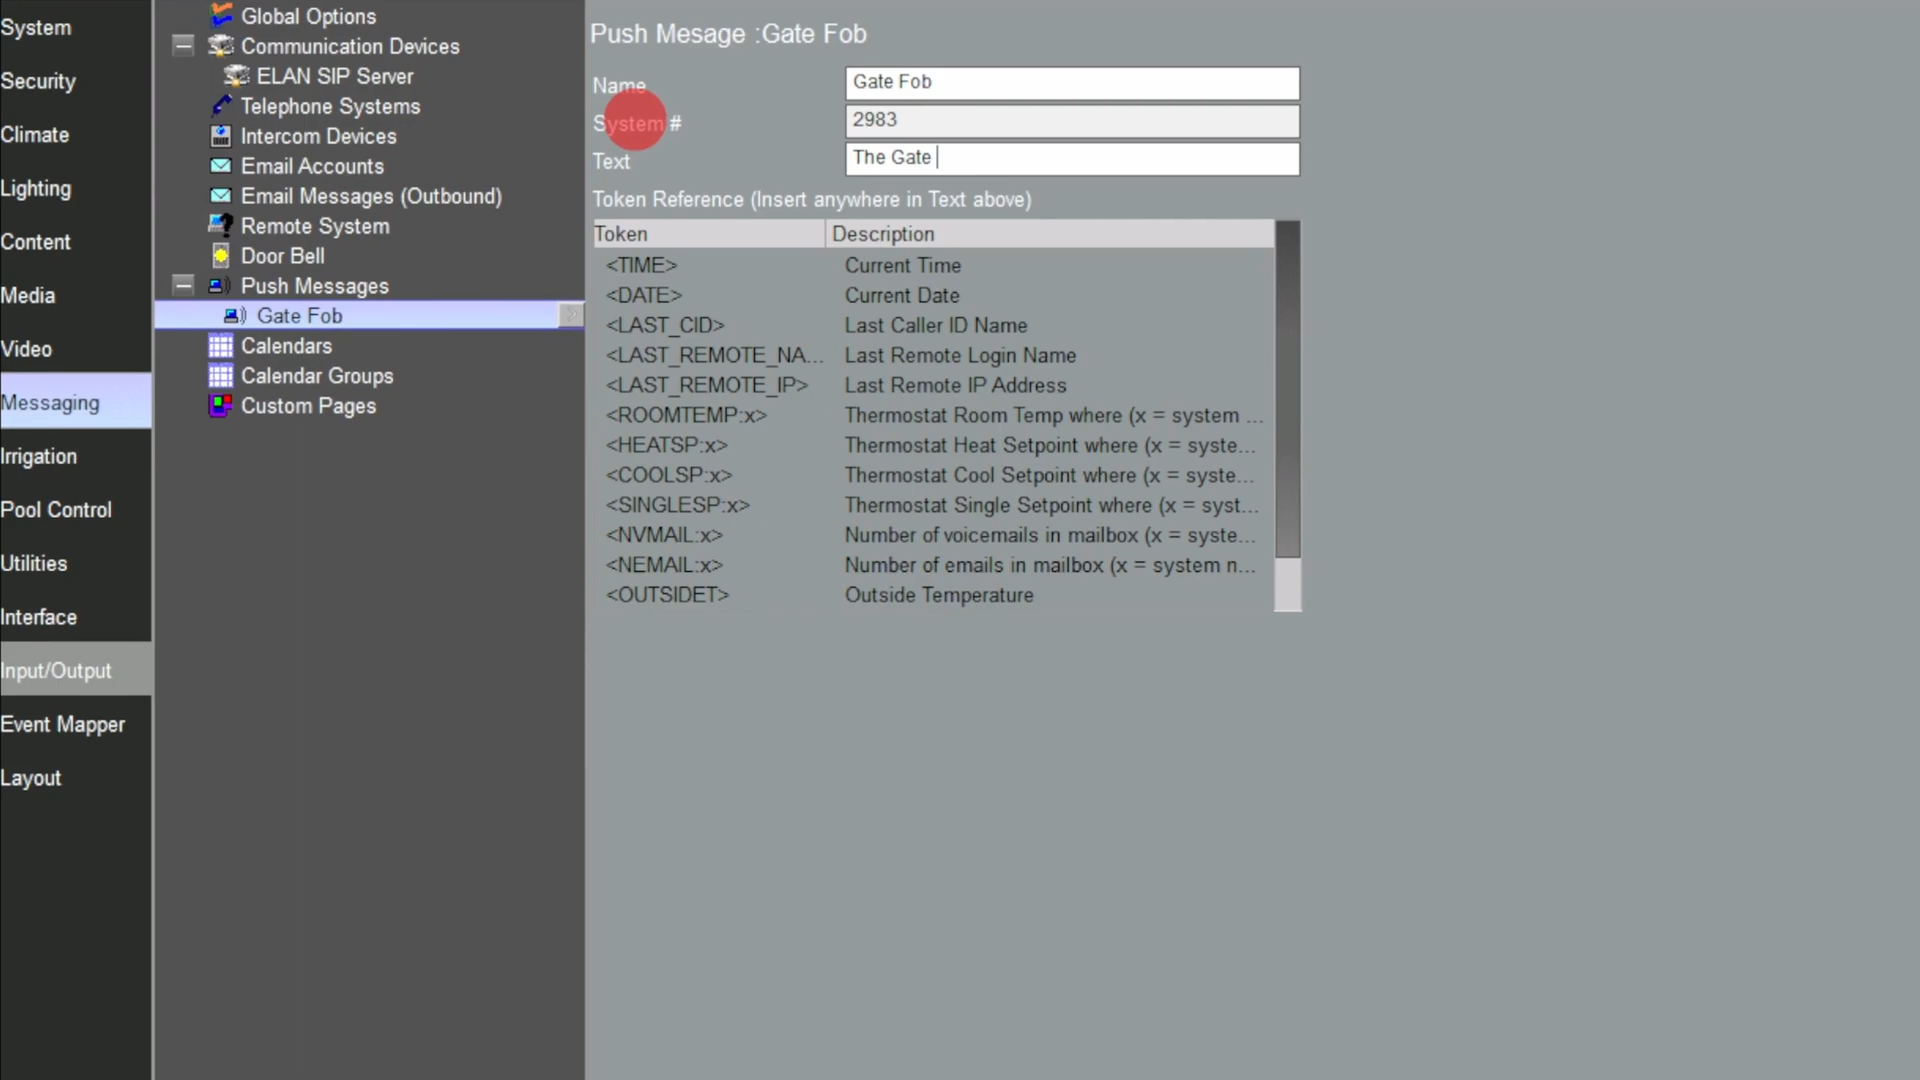 System
Security
Climate
Lighting
Content
Media
Video
Messaging
Irrigation
Pool Control
Utilities
Interface
Input/Output
Event Mapper
Layout
Global Options
Communication Devices
ELAN SIP Server
Telephone Systems
Intercom Devices
Email Accounts
Email Messages (Outbound)
Remote System
Door Bell
Push Messages
Gate Fob
Calendars
Calendar Groups
Custom Pages
Push Mesage :Gate Fob
Name Gate Fob
System # 2983
Text The Gate
Token Reference (Insert anywhere in Text above)
Token Description
<TIME> Current Time
<DATE> Current Date
<LAST_CID> Last Caller ID Name
<LAST_REMOTE_NA... Last Remote Login Name
<LAST_REMOTE_IP> Last Remote IP Address
<ROOMTEMP:x> Thermostat Room Temp where (x = system ...
<HEATSP:x> Thermostat Heat Setpoint where (x = syste...
<COOLSP:x> Thermostat Cool Setpoint where (x = syste...
<SINGLESP:x> Thermostat Single Setpoint where (x = syst...
<NVMAIL:x> Number of voicemails in mailbox (x = syste...
<NEMAIL:x> Number of emails in mailbox (x = system n...
<OUTSIDET> Outside Temperature